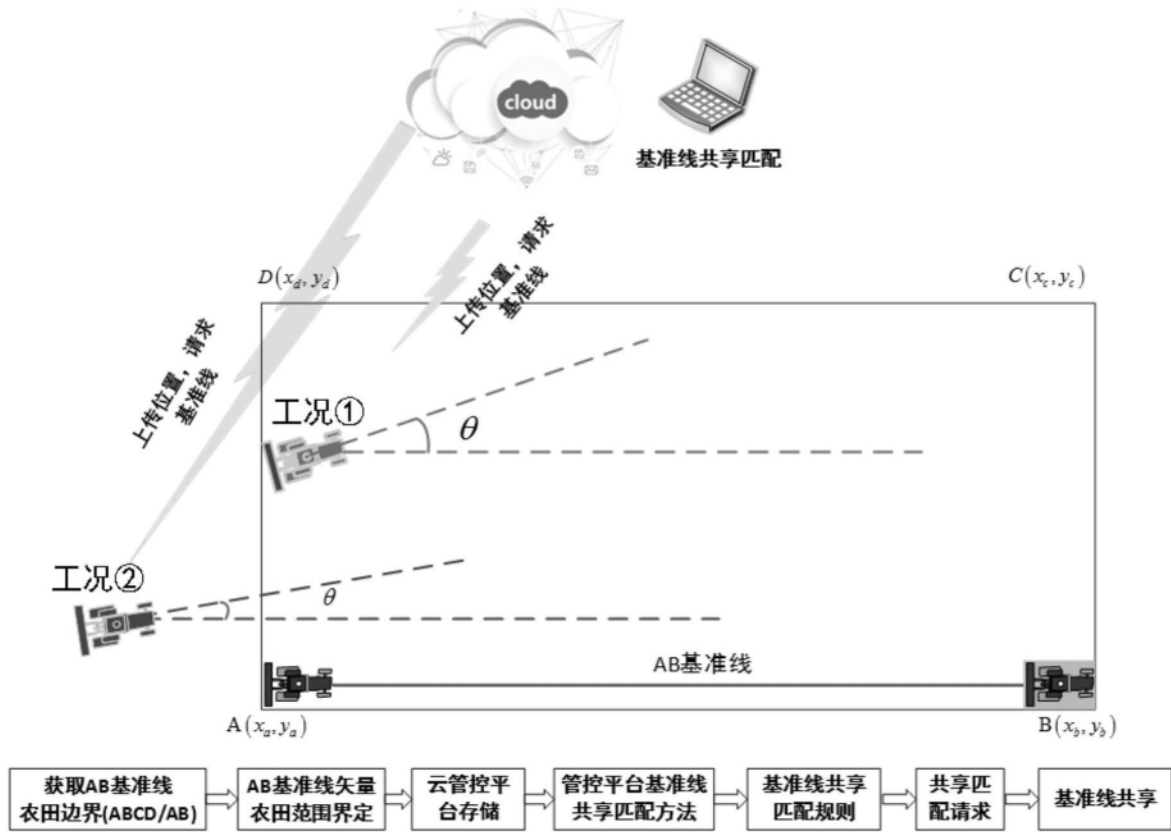 cloud
基准线共享匹配
上传位置，请求
基准线
上传位置，请求
基准线
D(x_d, y_d)
C(x_c, y_c)
工况①
θ
工况②
θ
AB基准线
A(x_a, y_a)
B(x_b, y_b)
获取AB基准线
农田边界(ABCD/AB)
AB基准线矢量
农田范围界定
云管控平
台存储
管控平台基准线
共享匹配方法
基准线共享
匹配规则
共享匹
配请求
基准线共享